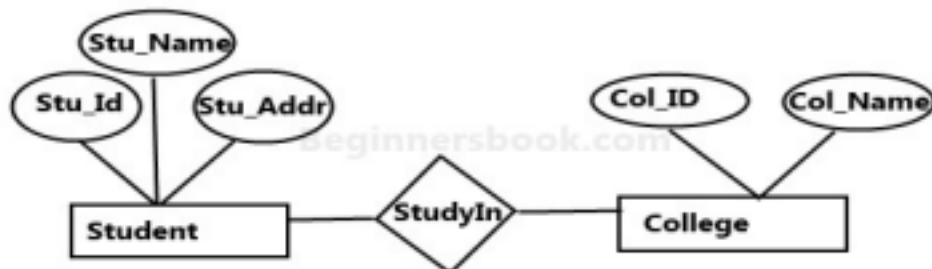 Stu_Name
Stu_Id
Stu_Addr
Col_ID
Col_Name
Beginnersbook.com
Student
StudyIn
College